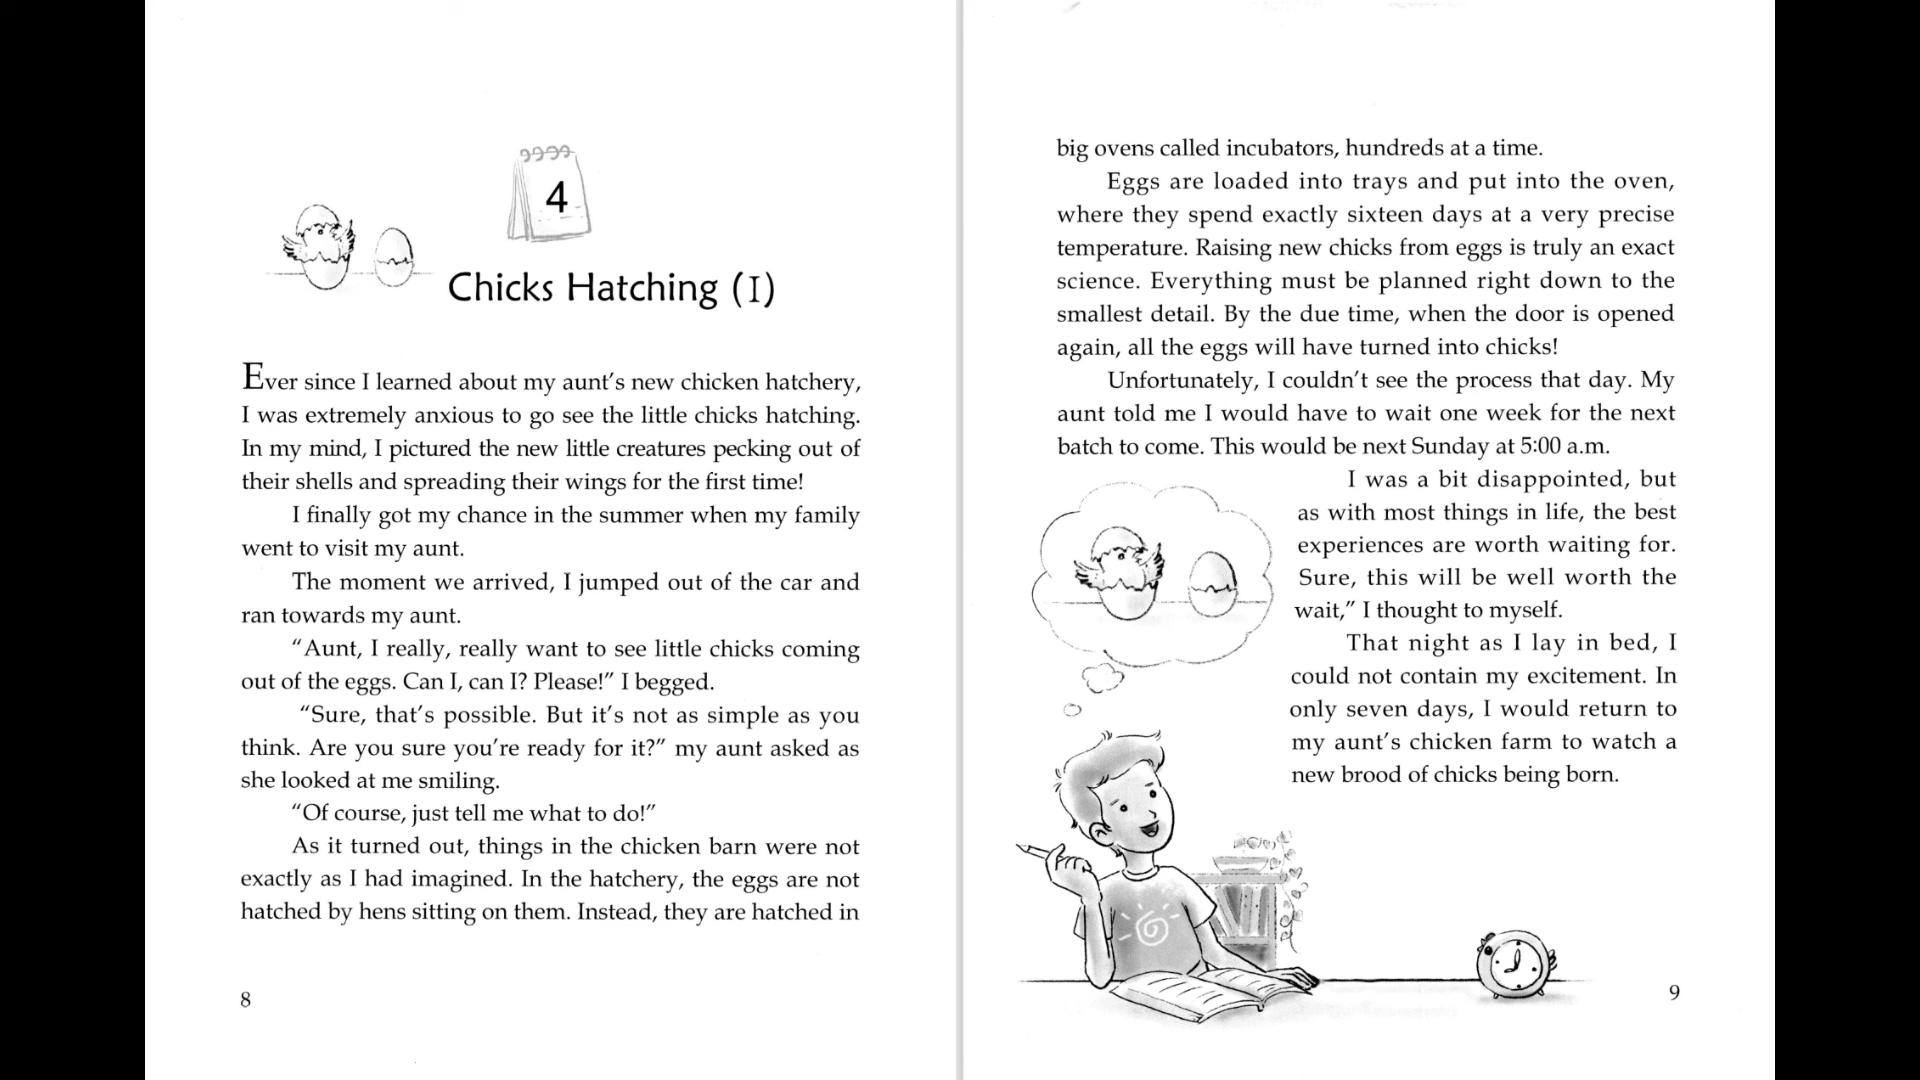 4
Chicks Hatching (I)
Ever since I learned about my aunt's new chicken hatchery,
I was extremely anxious to go see the little chicks hatching.
In my mind, I pictured the new little creatures pecking out of
their shells and spreading their wings for the first time!
I finally got my chance in the summer when my family
went to visit my aunt.
The moment we arrived, I jumped out of the car and
ran towards my aunt.
“Aunt, I really, really want to see little chicks coming
out of the eggs. Can I, can I? Please!” I begged.
“Sure, that's possible. But it's not as simple as you
think. Are you sure you're ready for it?” my aunt asked as
she looked at me smiling.
“Of course, just tell me what to do!”
As it turned out, things in the chicken barn were not
exactly as I had imagined. In the hatchery, the eggs are not
hatched by hens sitting on them. Instead, they are hatched in
8
big ovens called incubators, hundreds at a time.
Eggs are loaded into trays and put into the oven,
where they spend exactly sixteen days at a very precise
temperature. Raising new chicks from eggs is truly an exact
science. Everything must be planned right down to the
smallest detail. By the due time, when the door is opened
again, all the eggs will have turned into chicks!
Unfortunately, I couldn't see the process that day. My
aunt told me I would have to wait one week for the next
batch to come. This would be next Sunday at 5:00 a.m.
I was a bit disappointed, but
as with most things in life, the best
experiences are worth waiting for.
Sure, this will be well worth the
wait,” I thought to myself.
That night as I lay in bed, I
could not contain my excitement. In
only seven days, I would return to
my aunt's chicken farm to watch a
new brood of chicks being born.
9